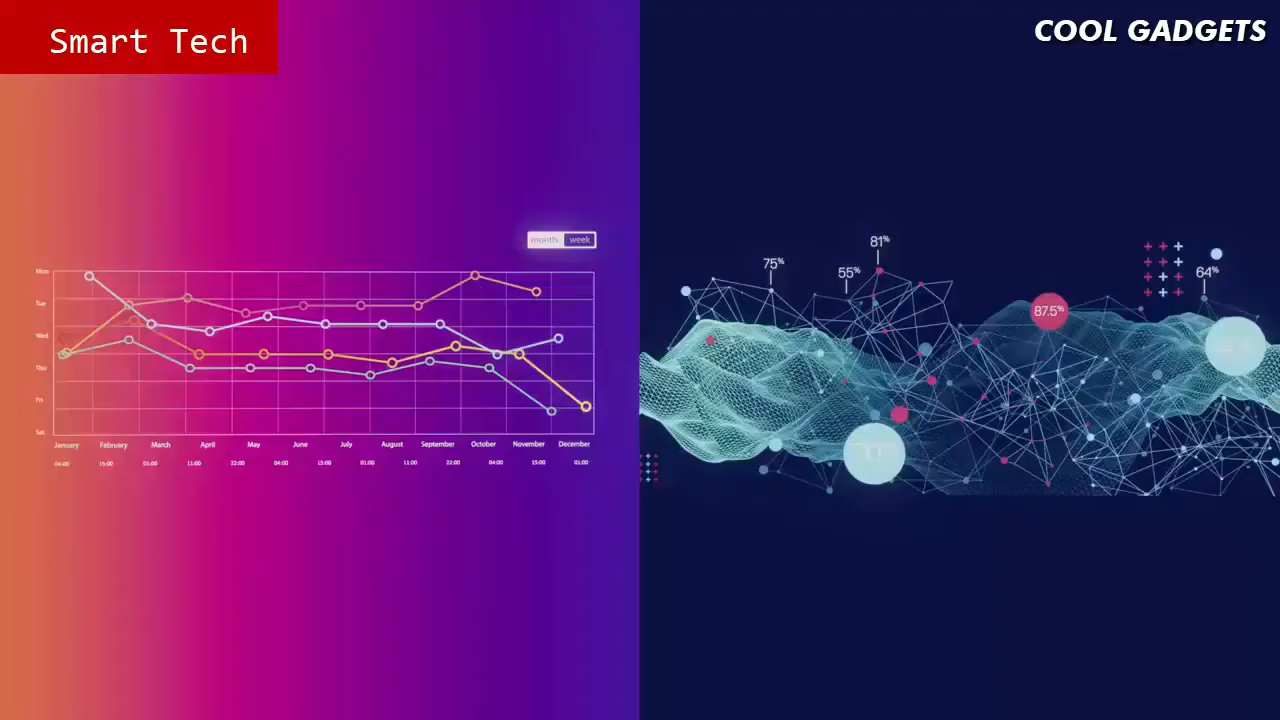 Smart Tech
COOL GADGETS
month week
Mon
Tue
Wed
Thu
Fri
Sat
January February March April May June July August September October November December
04:00 15:00 01:00 11:00 22:00 04:00 15:00 01:00 11:00 22:00 04:00 15:00 01:00
81%
75%
55%
64%
87.5%